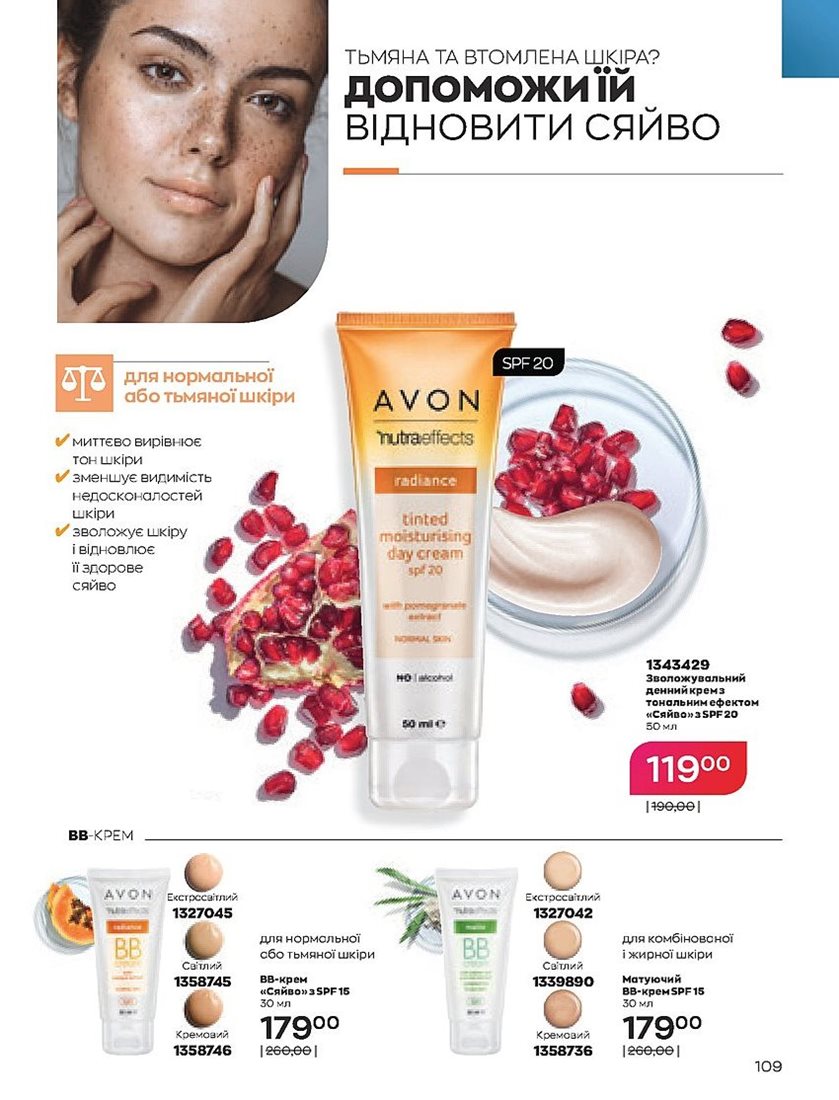 ТЬМЯНА ТА ВТОМЛЕНА ШКІРА?
ДОПОМОЖИ ЇЙ
ВІДНОВИТИ СЯЙВО
SPF 20
для нормальної
або тьмяної шкіри
миттєво вирівнює
тон шкіри
зменшує видимість
недосконалостей
шкіри
зволожує шкіру
і відновлює
її здорове
сяйво
AVON
nutraeffects
radiance
tinted
moisturising
day cream
spf 20
with pomegranate
extract
NORMAL SKIN
NO | alcohol
50 ml e
1343429
Зволожувальний
денний крем з
тональним ефектом
«Сяйво» з SPF 20
50 мл
119⁰⁰
|190,00|
BB-КРЕМ
AVON
nutraeffects
radiance
BB
Екстрасвітлий
1327045
Світлий
1358745
Кремовий
1358746
для нормальної
або тьмяної шкіри
BB-крем
«Сяйво» з SPF 15
30 мл
179⁰⁰
|260,00|
AVON
nutraeffects
matte
BB
Екстрасвітлий
1327042
Світлий
1339890
Кремовий
1358736
для комбінованої
і жирної шкіри
Матуючий
BB-крем SPF 15
30 мл
179⁰⁰
|260,00|
109